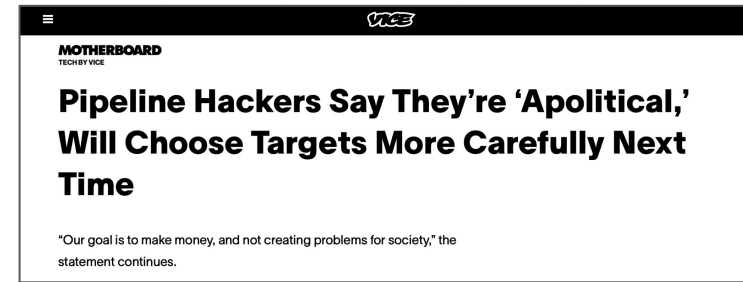 VICE
MOTHERBOARD
TECH BY VICE
Pipeline Hackers Say They’re ‘Apolitical,’
Will Choose Targets More Carefully Next
Time
“Our goal is to make money, and not creating problems for society,” the
statement continues.